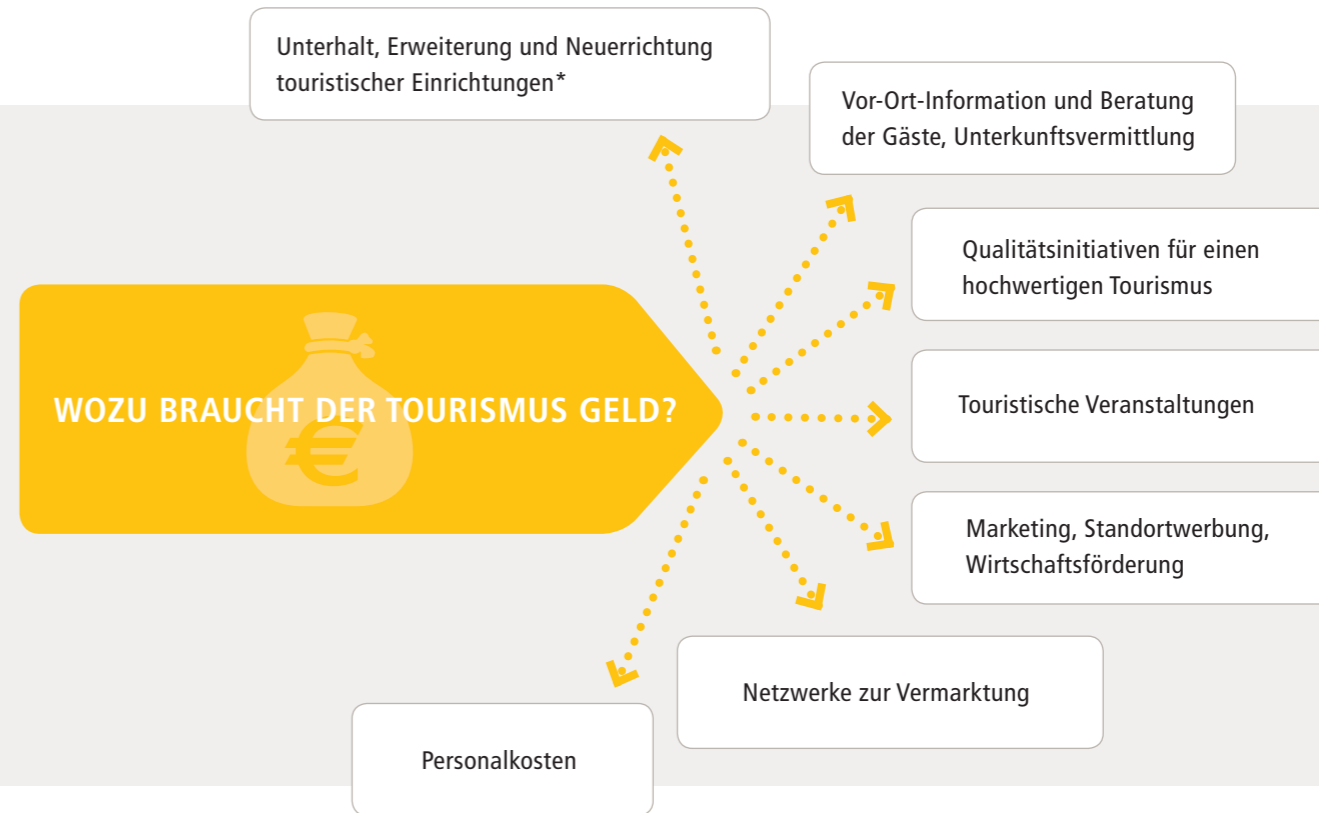 Unterhalt, Erweiterung und Neuerrichtung
touristischer Einrichtungen*
Vor-Ort-Information und Beratung
der Gäste, Unterkunftsvermittlung
Qualitätsinitiativen für einen
hochwertigen Tourismus
WOZU BRAUCHT DER TOURISMUS GELD?
€
Touristische Veranstaltungen
Marketing, Standortwerbung,
Wirtschaftsförderung
Netzwerke zur Vermarktung
Personalkosten